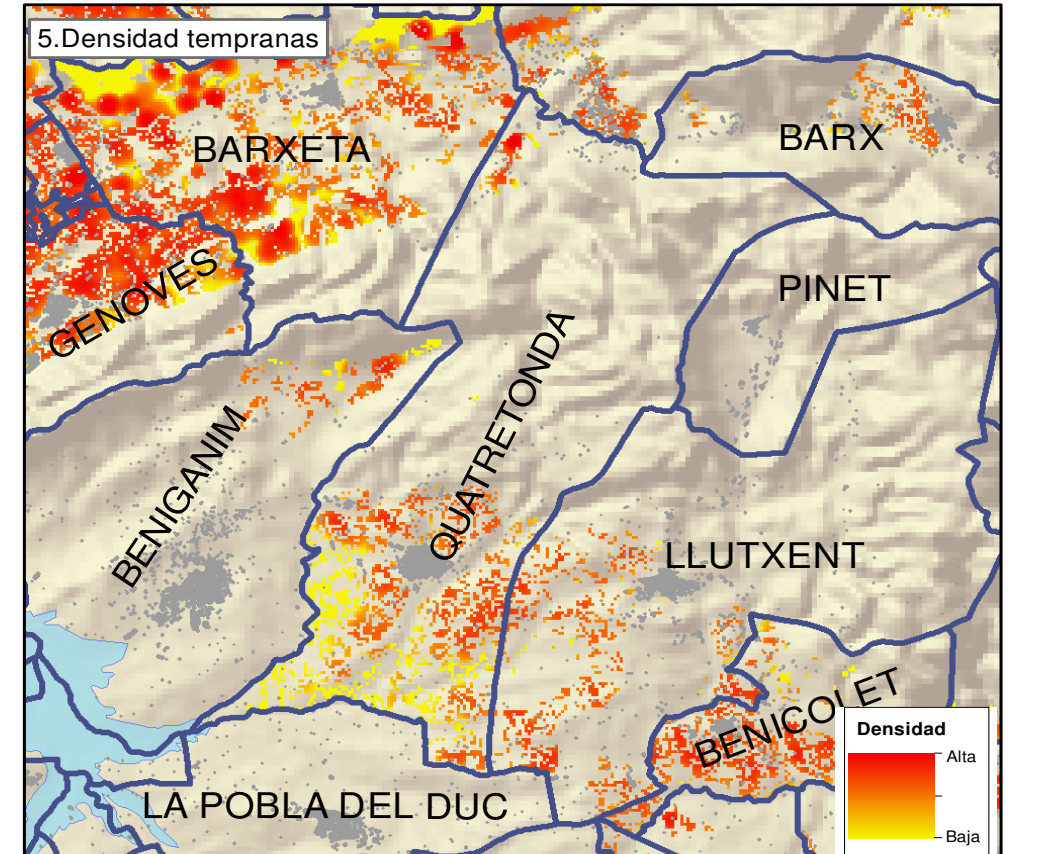 5.Densidad tempranas
BARXETA
BARX
GENOVES
PINET
QUATRETONDA
BENIGANIM
LLUTXENT
BENICOLET
LA POBLA DEL DUC
Densidad
Alta
Baja